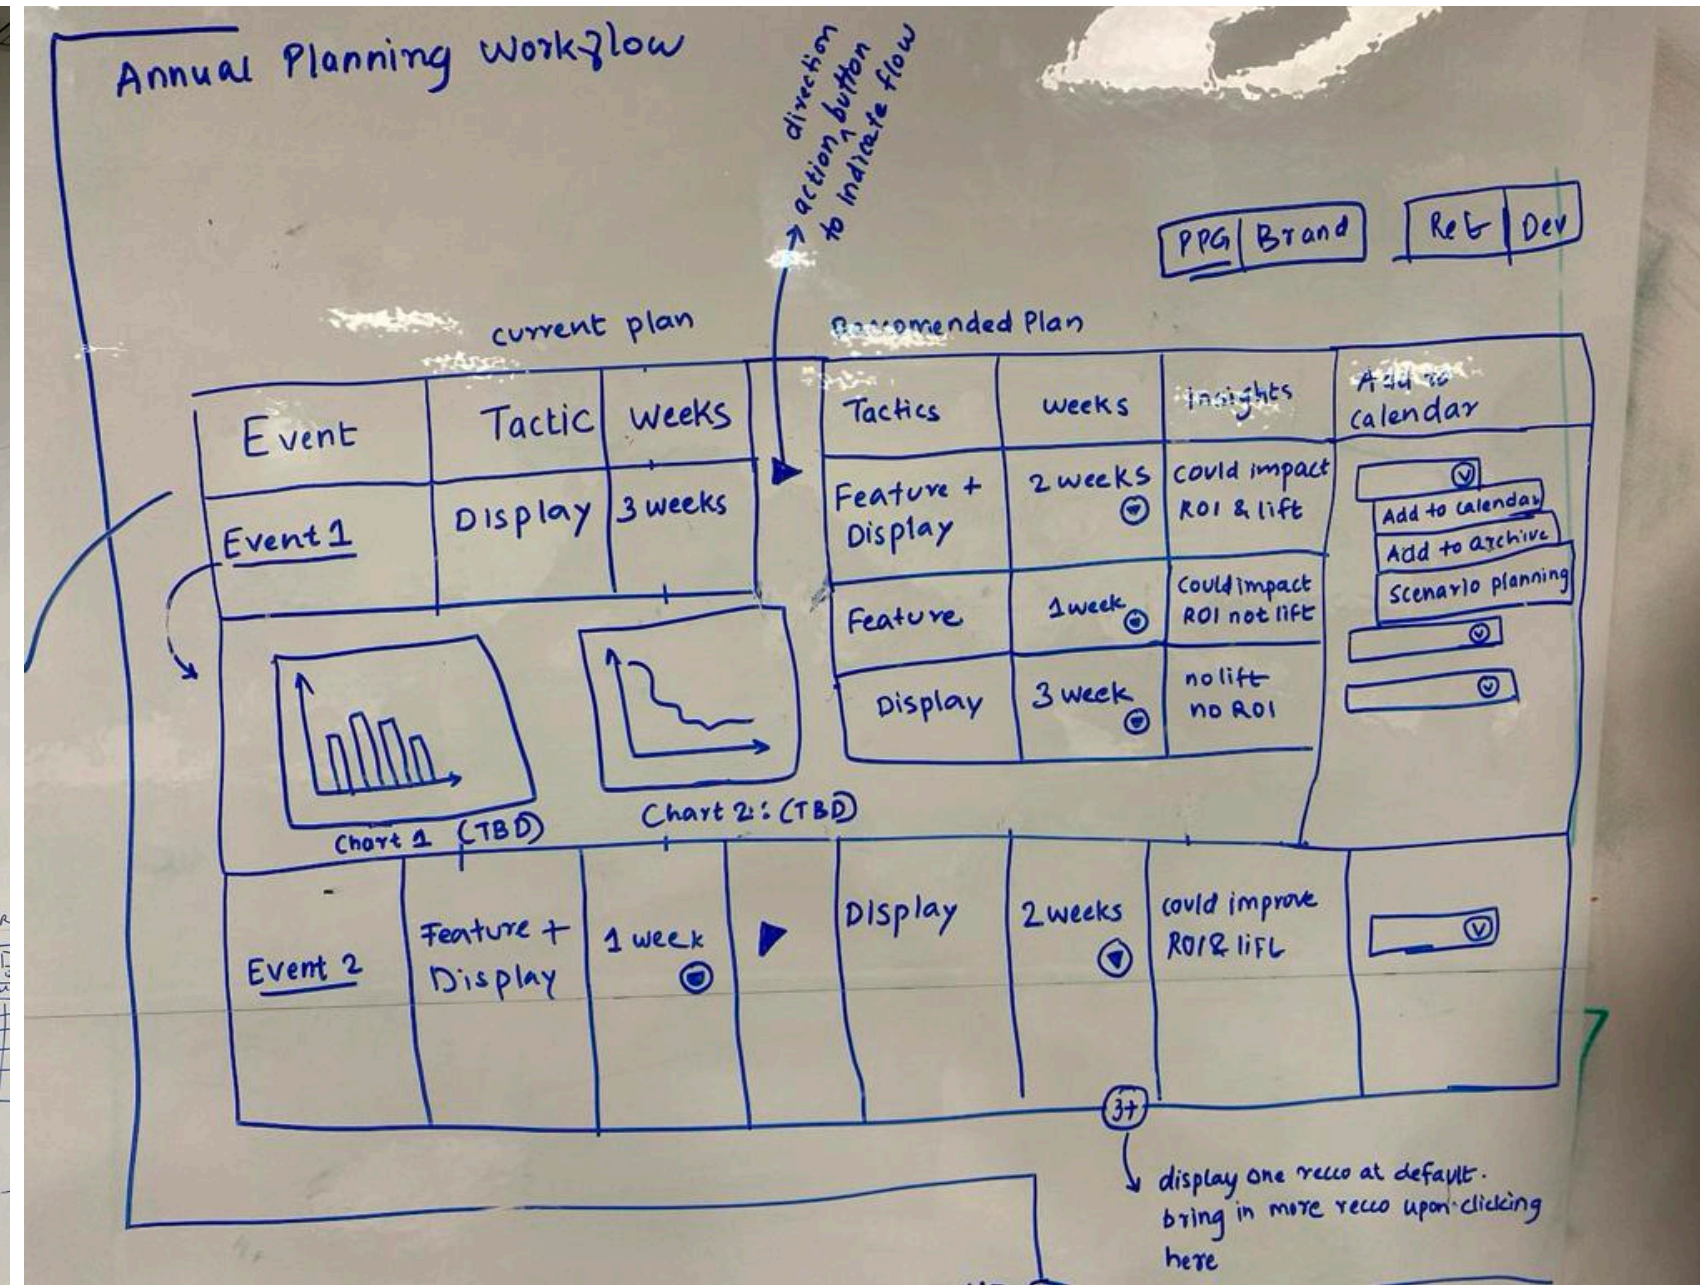 Annual Planning Workflow
direction
action button
to indicate flow
PPG Brand
Ret Dev
current plan
Reccomended Plan
Event Tactic weeks
Tactics weeks insights Add to
calendar
Event 1 Display 3 weeks
Feature +
Display
2 weeks
could impact
ROI & lift
Add to calendar
Add to archive
Scenario planning
Feature
1 week
could impact
ROI not lift
Display
3 week
no lift
no ROI
Chart 1 (TBD)
Chart 2: (TBD)
Event 2
Feature +
Display
1 week
Display
2 weeks
could improve
ROI & lift
3+
display one recco at default.
bring in more recco upon clicking
here
7